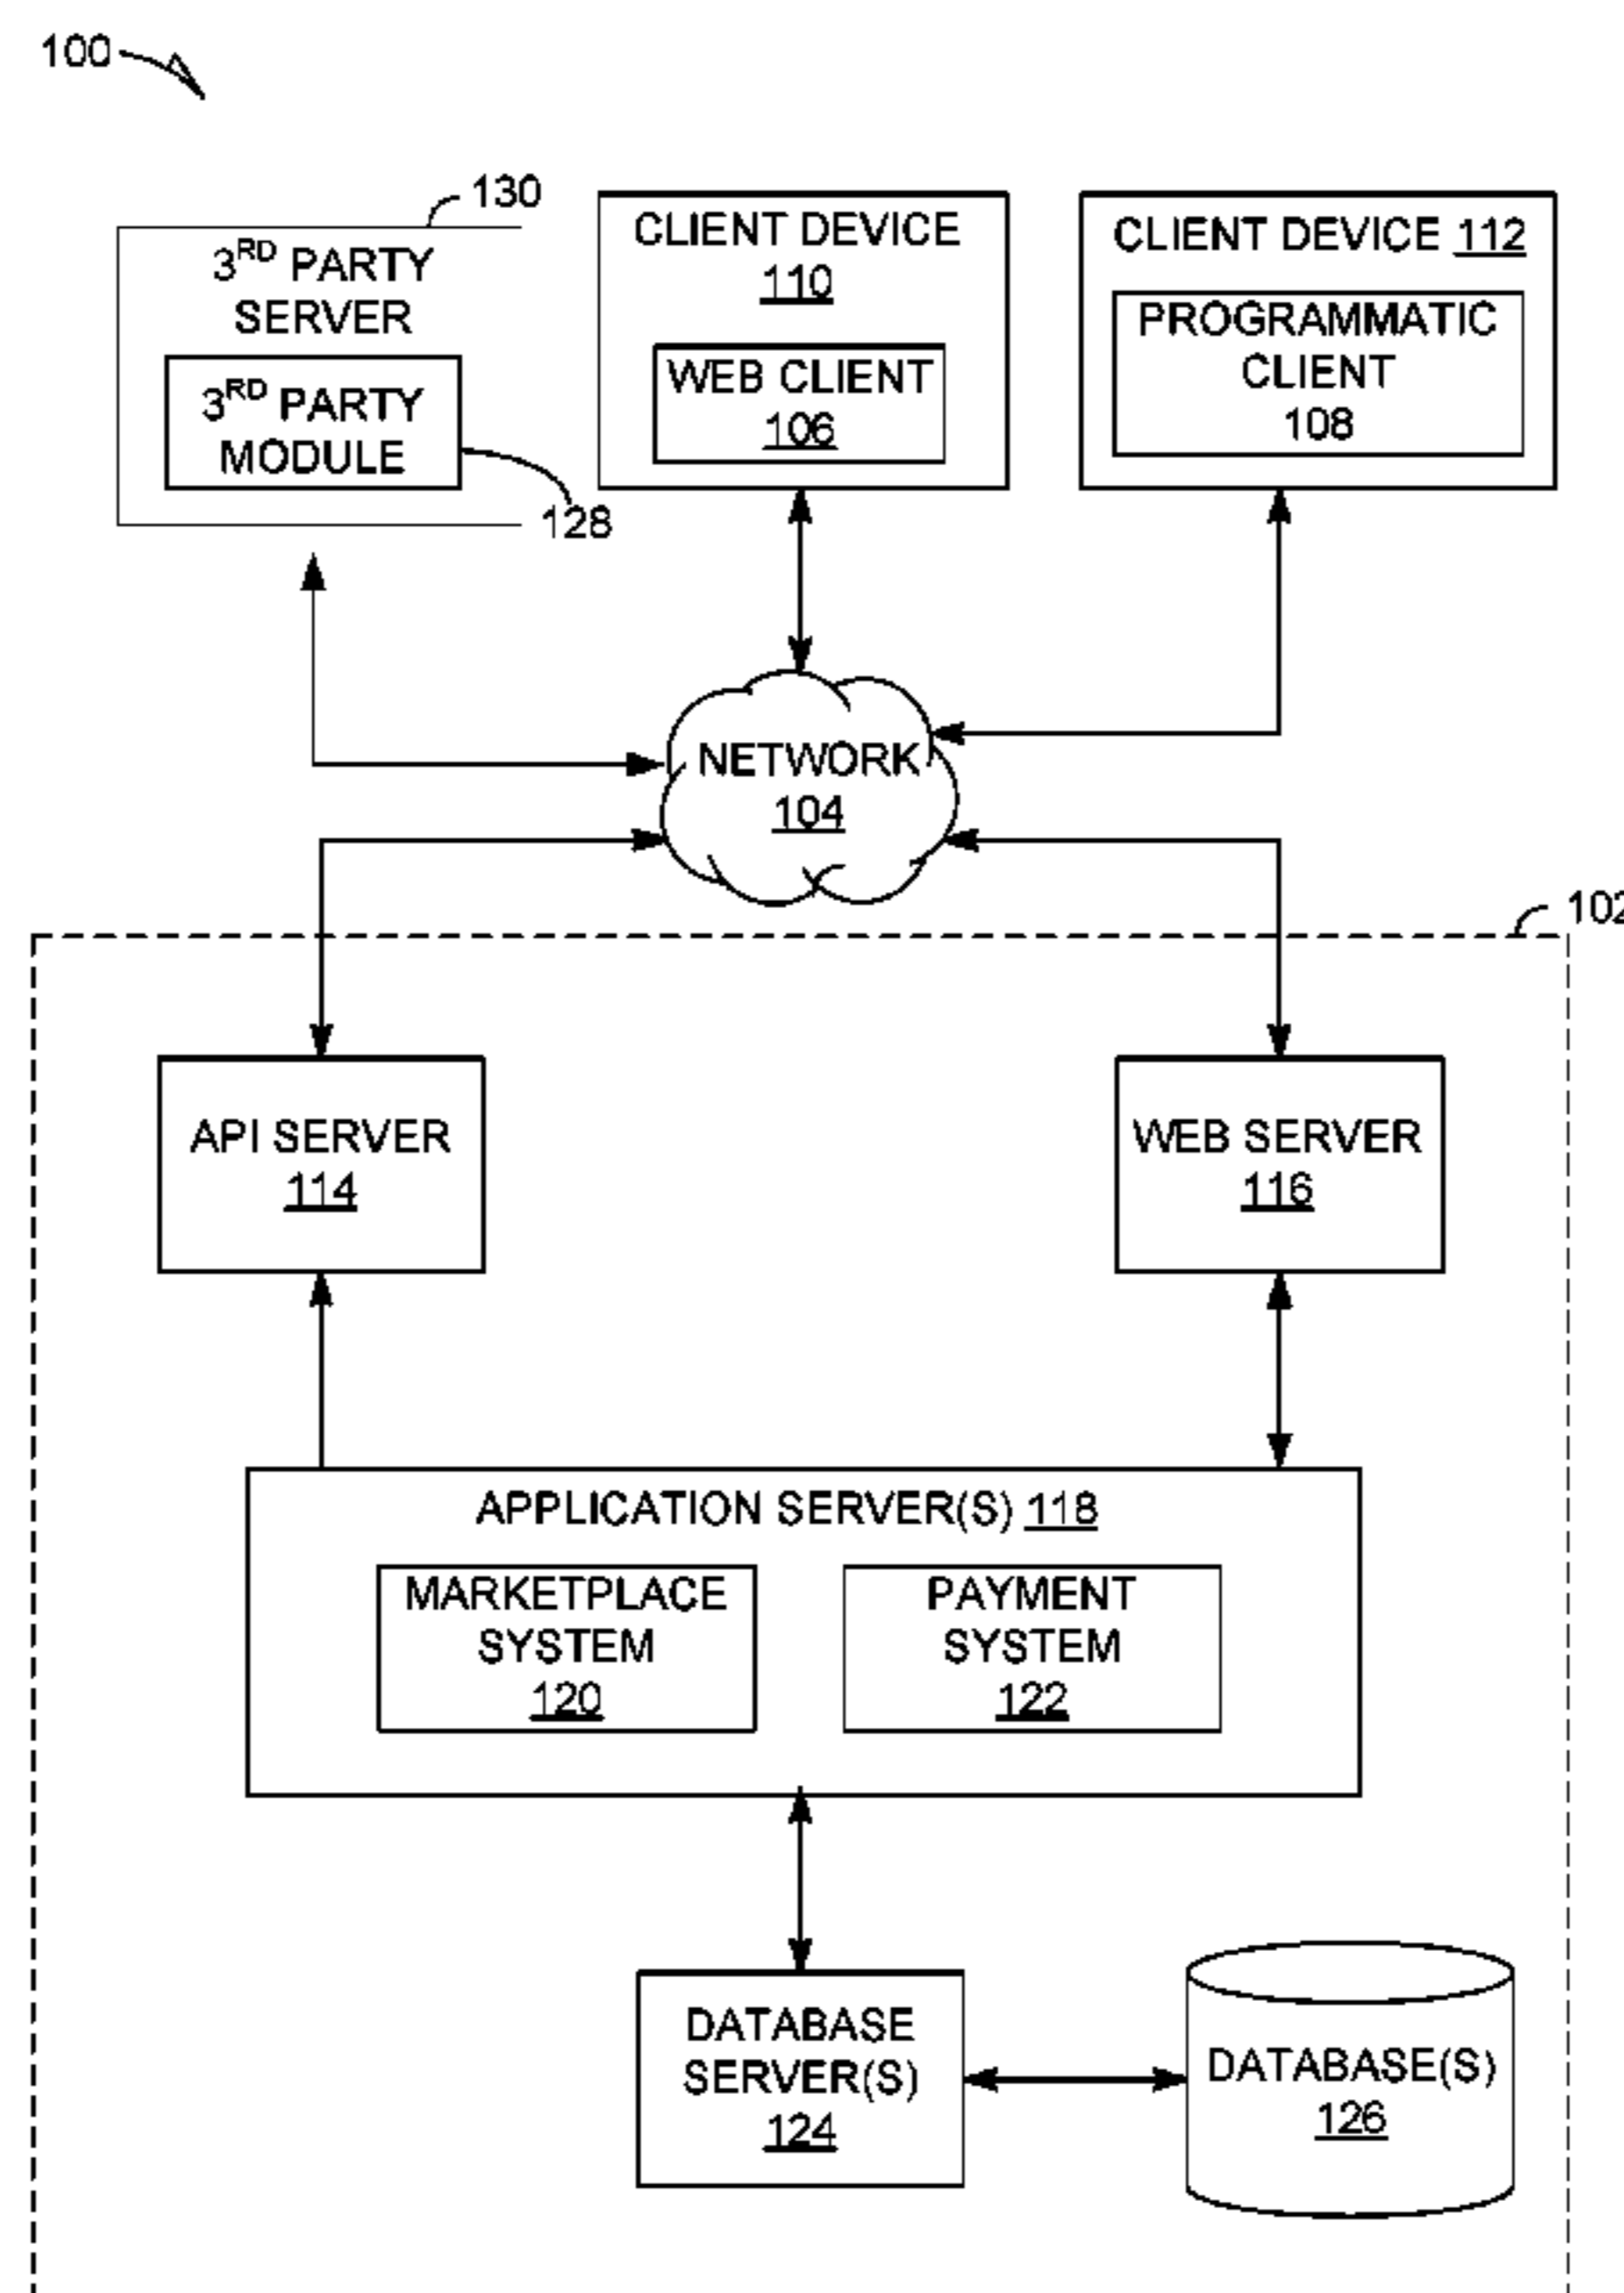 100
130
3RD PARTY
SERVER
3RD PARTY
MODULE
128
CLIENT DEVICE
110
WEB CLIENT
106
CLIENT DEVICE 112
PROGRAMMATIC
CLIENT
108
NETWORK
104
102
API SERVER
114
WEB SERVER
116
APPLICATION SERVER(S) 118
MARKETPLACE
SYSTEM
120
PAYMENT
SYSTEM
122
DATABASE
SERVER(S)
124
DATABASE(S)
126